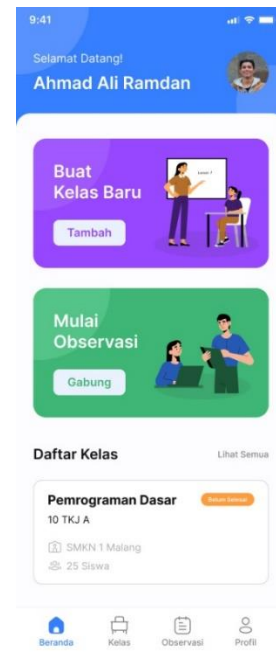 9:41
Selamat Datang!
Ahmad Ali Ramdan
Buat
Kelas Baru
Tambah
Mulai
Observasi
Gabung
Daftar Kelas
Lihat Semua
Pemrograman Dasar
Belum Selesai
10 TKJ A
SMKN 1 Malang
25 Siswa
Beranda
Kelas
Observasi
Profil